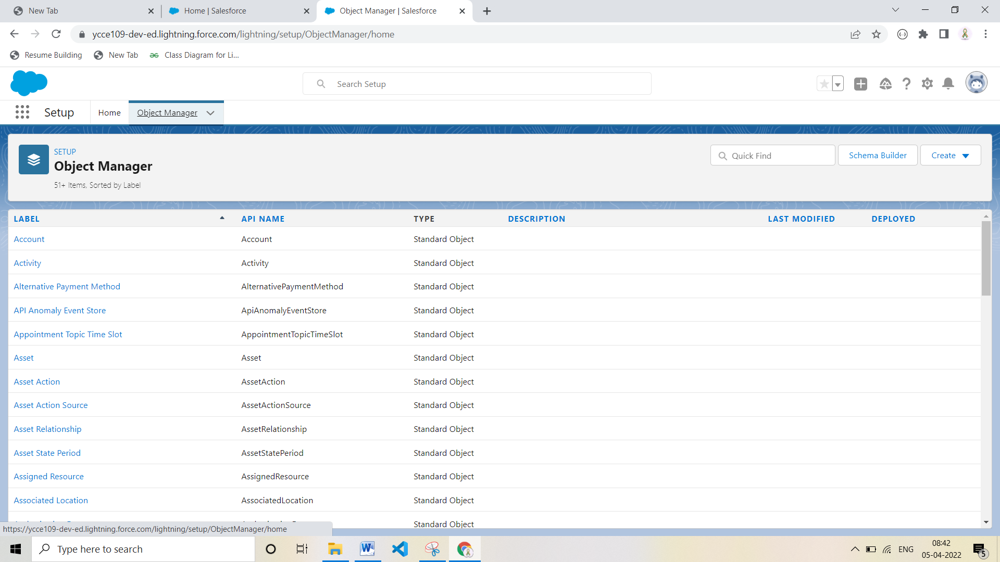 New Tab
Home | Salesforce
Object Manager | Salesforce
ycce109-dev-ed.lightning.force.com/lightning/setup/ObjectManager/home
Resume Building
New Tab
Class Diagram for Li...
Search Setup
Setup
Home
Object Manager
SETUP
Object Manager
51+ Items, Sorted by Label
Quick Find
Schema Builder
Create
LABEL API NAME TYPE DESCRIPTION LAST MODIFIED DEPLOYED
Account Account Standard Object
Activity Activity Standard Object
Alternative Payment Method AlternativePaymentMethod Standard Object
API Anomaly Event Store ApiAnomalyEventStore Standard Object
Appointment Topic Time Slot AppointmentTopicTimeSlot Standard Object
Asset Asset Standard Object
Asset Action AssetAction Standard Object
Asset Action Source AssetActionSource Standard Object
Asset Relationship AssetRelationship Standard Object
Asset State Period AssetStatePeriod Standard Object
Assigned Resource AssignedResource Standard Object
Associated Location AssociatedLocation Standard Object
Standard Object
https://ycce109-dev-ed.lightning.force.com/lightning/setup/ObjectManager/home
Type here to search
ENG
08:42
05-04-2022
5